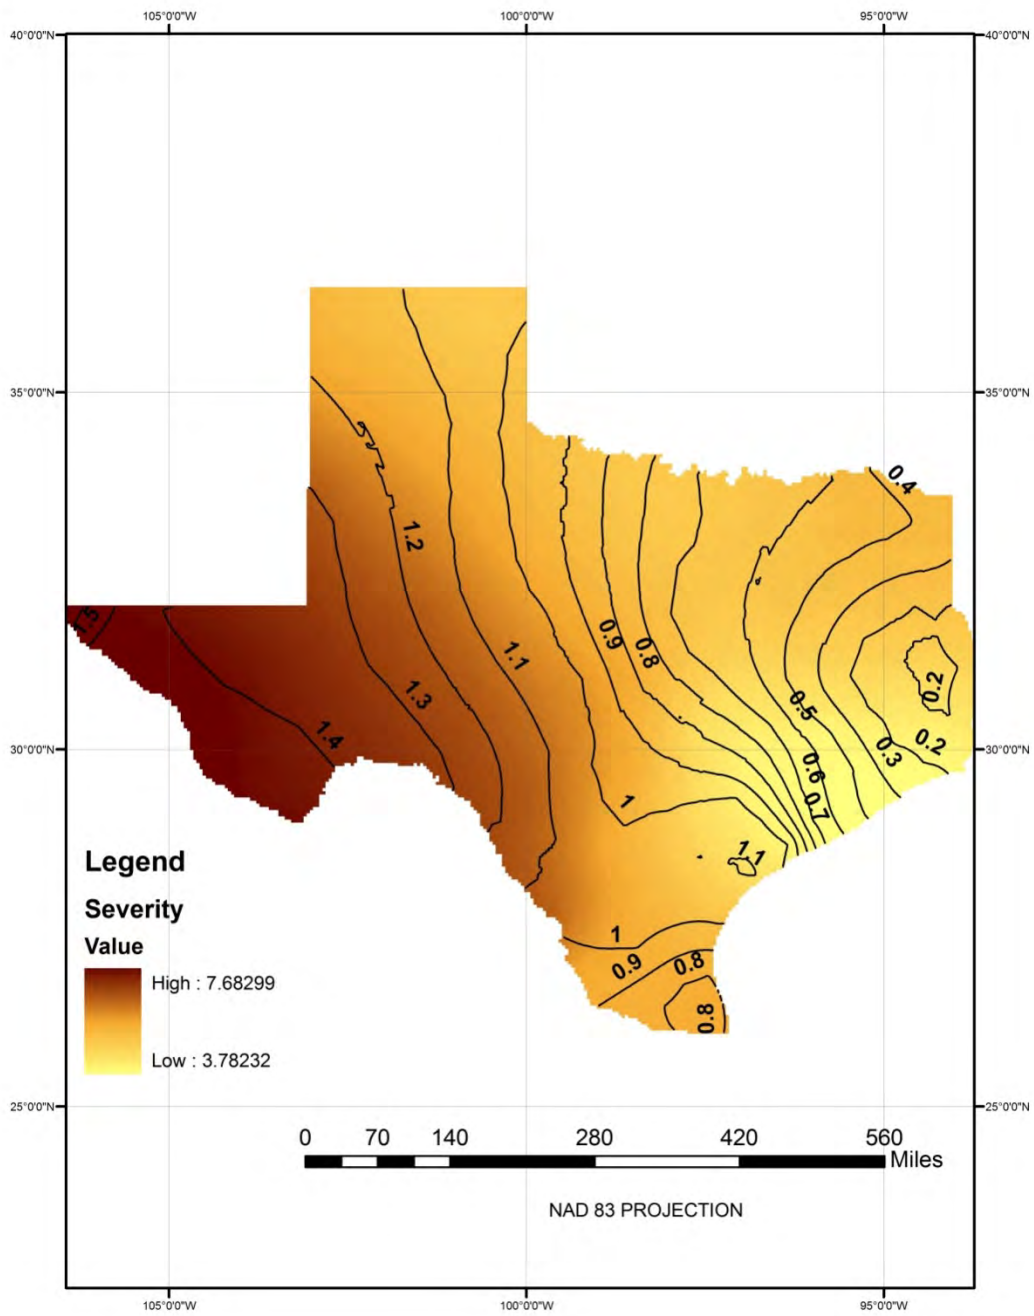 105°0'0"W 100°0'0"W 95°0'0"W
40°0'0"N 40°0'0"N
35°0'0"N 35°0'0"N
0.4
1.2
1.5
0.9
0.8
1.1
0.2
1.3
0.5
1.4
0.2
30°0'0"N 0.3 30°0'0"N
0.6
0.7
1
1.1
Legend
Severity
Value
High : 7.68299
Low : 3.78232
1
0.9
0.8
0.8
25°0'0"N 25°0'0"N
0 70 140 280 420 560
Miles
NAD 83 PROJECTION
105°0'0"W 100°0'0"W 95°0'0"W